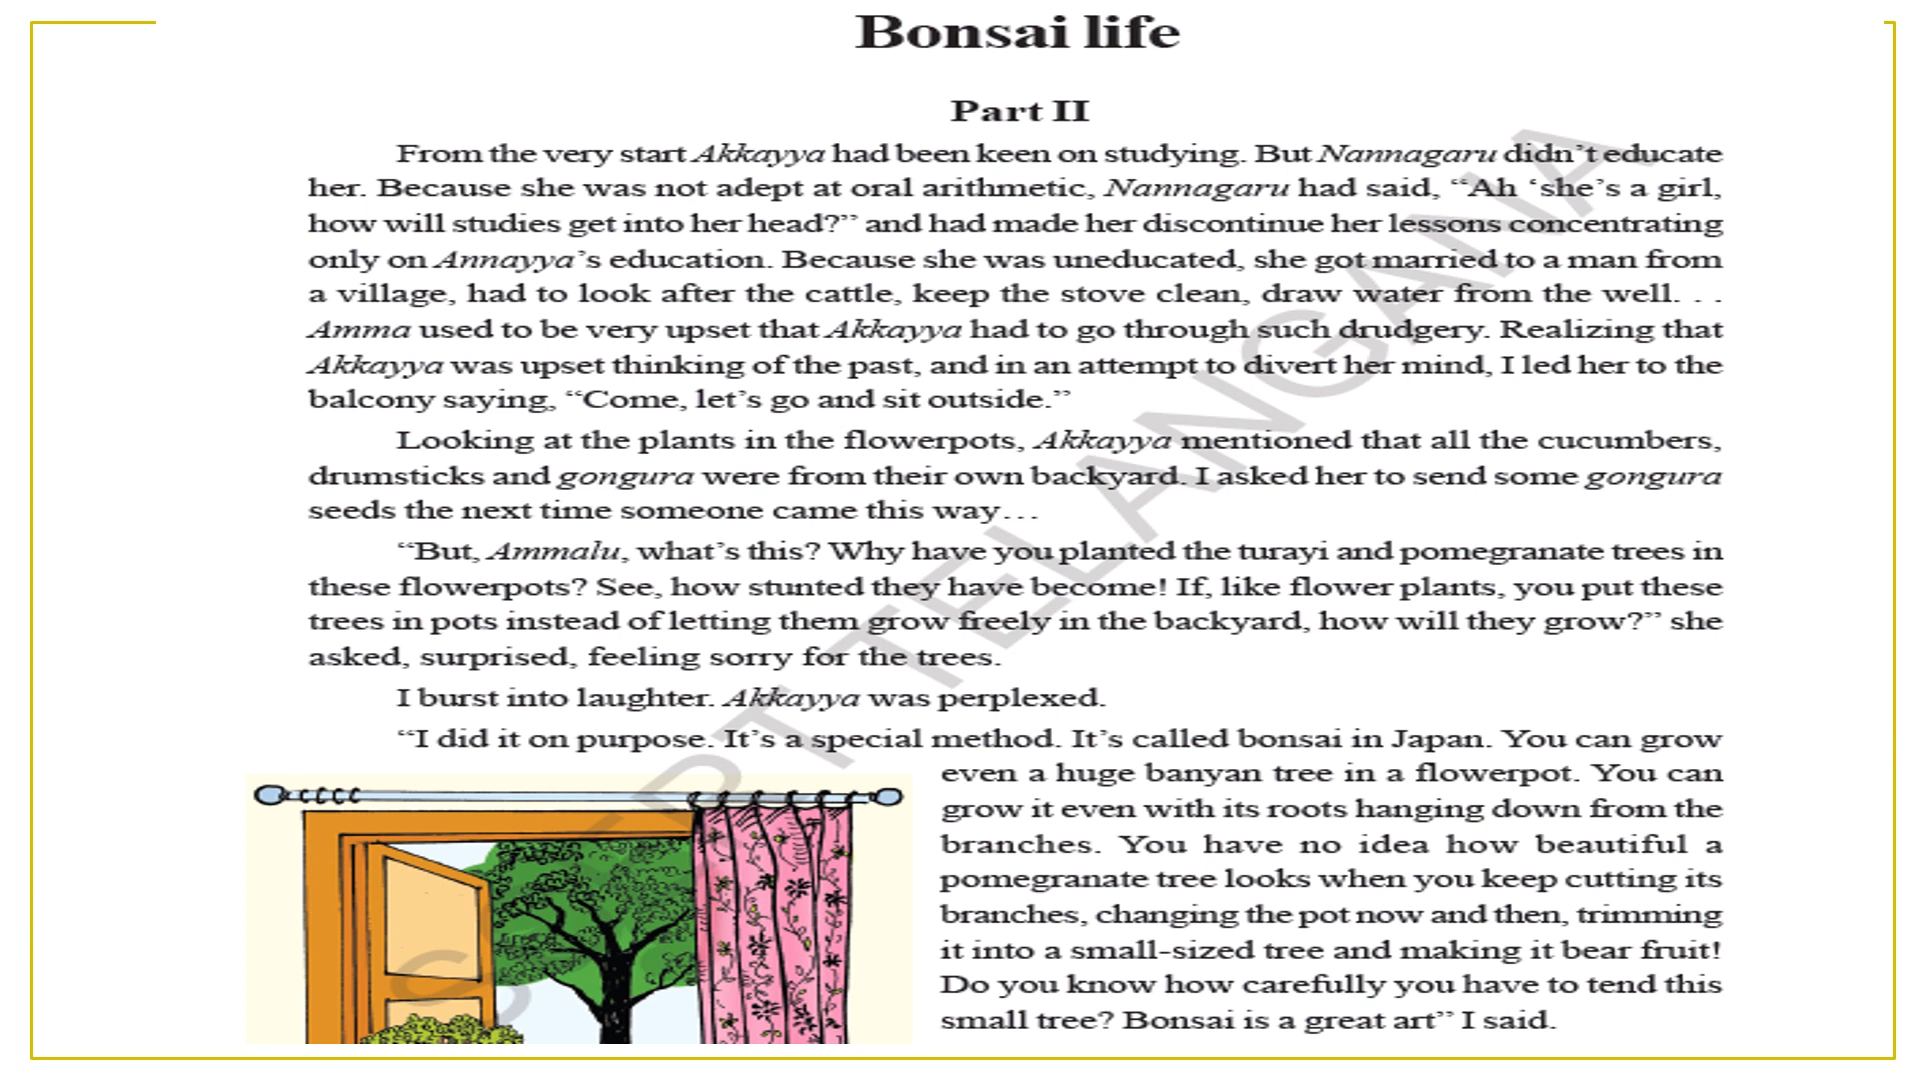 Bonsai life
Part II
From the very start Akkayya had been keen on studying. But Nannagaru didn’t educate
her. Because she was not adept at oral arithmetic, Nannagaru had said, “Ah ‘she’s a girl,
how will studies get into her head?” and had made her discontinue her lessons concentrating
only on Annayya’s education. Because she was uneducated, she got married to a man from
a village, had to look after the cattle, keep the stove clean, draw water from the well. . .
Amma used to be very upset that Akkayya had to go through such drudgery. Realizing that
Akkayya was upset thinking of the past, and in an attempt to divert her mind, I led her to the
balcony saying, “Come, let’s go and sit outside.”
Looking at the plants in the flowerpots, Akkayya mentioned that all the cucumbers,
drumsticks and gongura were from their own backyard. I asked her to send some gongura
seeds the next time someone came this way…
“But, Ammalu, what’s this? Why have you planted the turayi and pomegranate trees in
these flowerpots? See, how stunted they have become! If, like flower plants, you put these
trees in pots instead of letting them grow freely in the backyard, how will they grow?” she
asked, surprised, feeling sorry for the trees.
I burst into laughter. Akkayya was perplexed.
“I did it on purpose. It’s a special method. It’s called bonsai in Japan. You can grow
even a huge banyan tree in a flowerpot. You can
grow it even with its roots hanging down from the
branches. You have no idea how beautiful a
pomegranate tree looks when you keep cutting its
branches, changing the pot now and then, trimming
it into a small-sized tree and making it bear fruit!
Do you know how carefully you have to tend this
small tree? Bonsai is a great art” I said.
TELANGANA